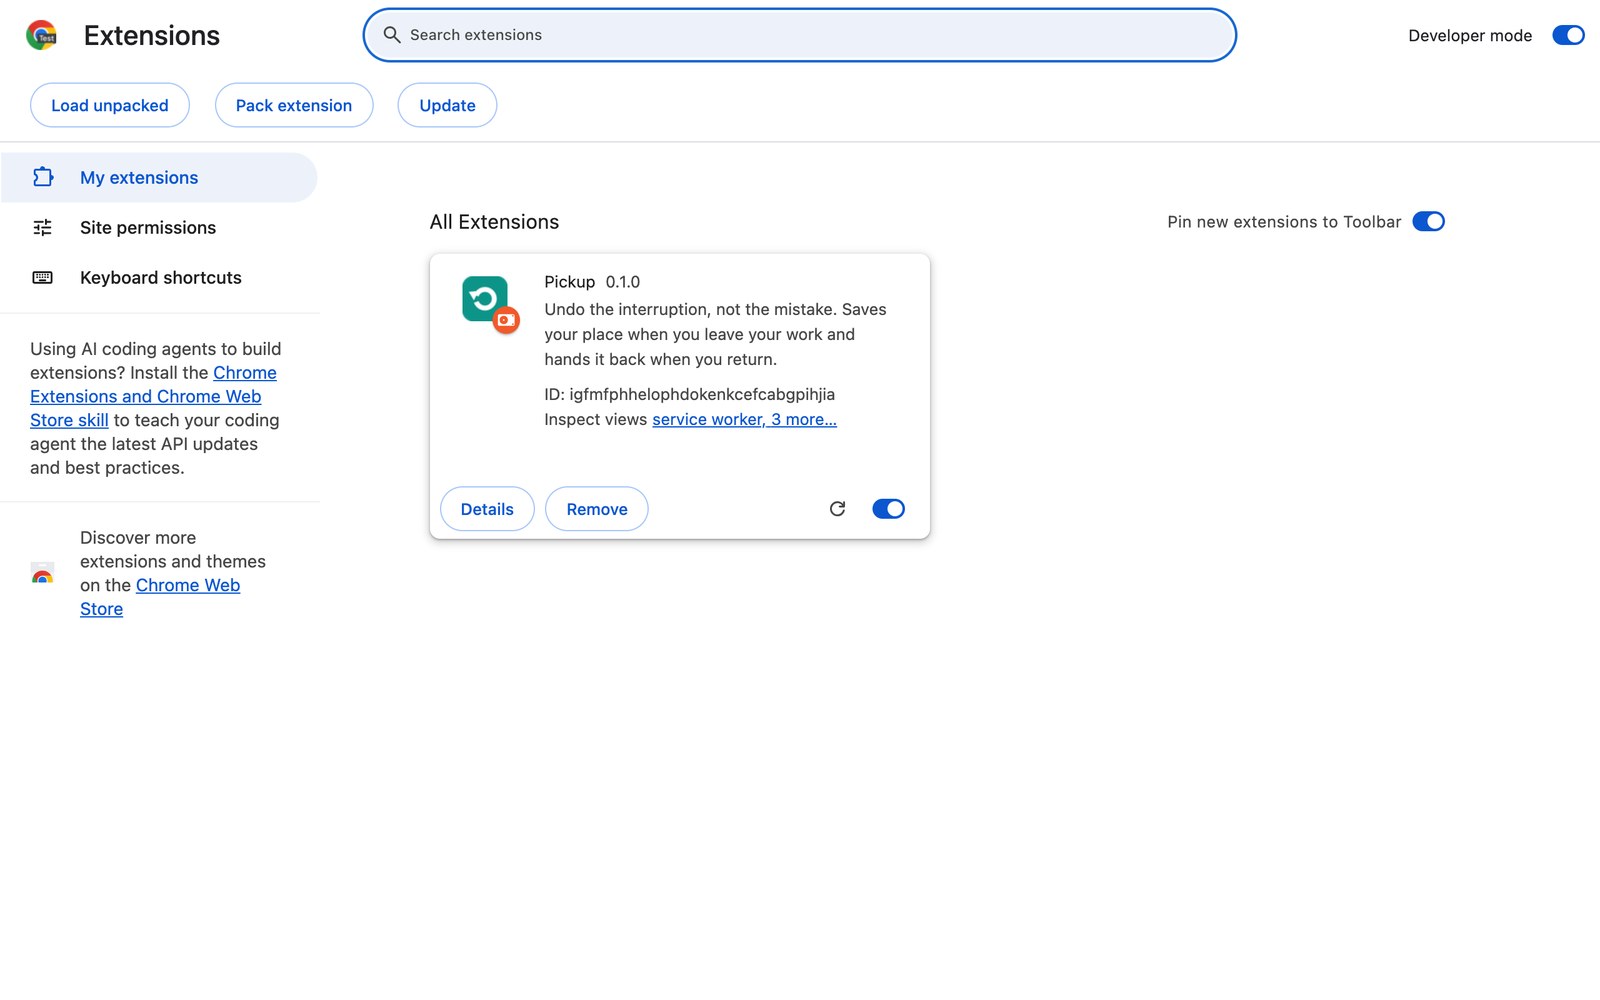 Test
Extensions
Search extensions
Developer mode
Load unpacked
Pack extension
Update
My extensions
Site permissions
Keyboard shortcuts
Using AI coding agents to build
extensions? Install the Chrome
Extensions and Chrome Web
Store skill to teach your coding
agent the latest API updates
and best practices.
Discover more
extensions and themes
on the Chrome Web
Store
All Extensions
Pin new extensions to Toolbar
Pickup 0.1.0
Undo the interruption, not the mistake. Saves
your place when you leave your work and
hands it back when you return.
ID: igfmfphhelophdokenkcefcabgpihjia
Inspect views service worker, 3 more...
Details
Remove